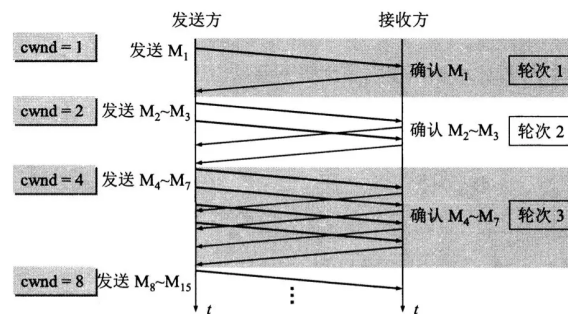 发送方 接收方
cwnd = 1 发送 M1 确认 M1 轮次 1
cwnd = 2 发送 M2~M3 确认 M2~M3 轮次 2
cwnd = 4 发送 M4~M7 确认 M4~M7 轮次 3
cwnd = 8 发送 M8~M15
t t